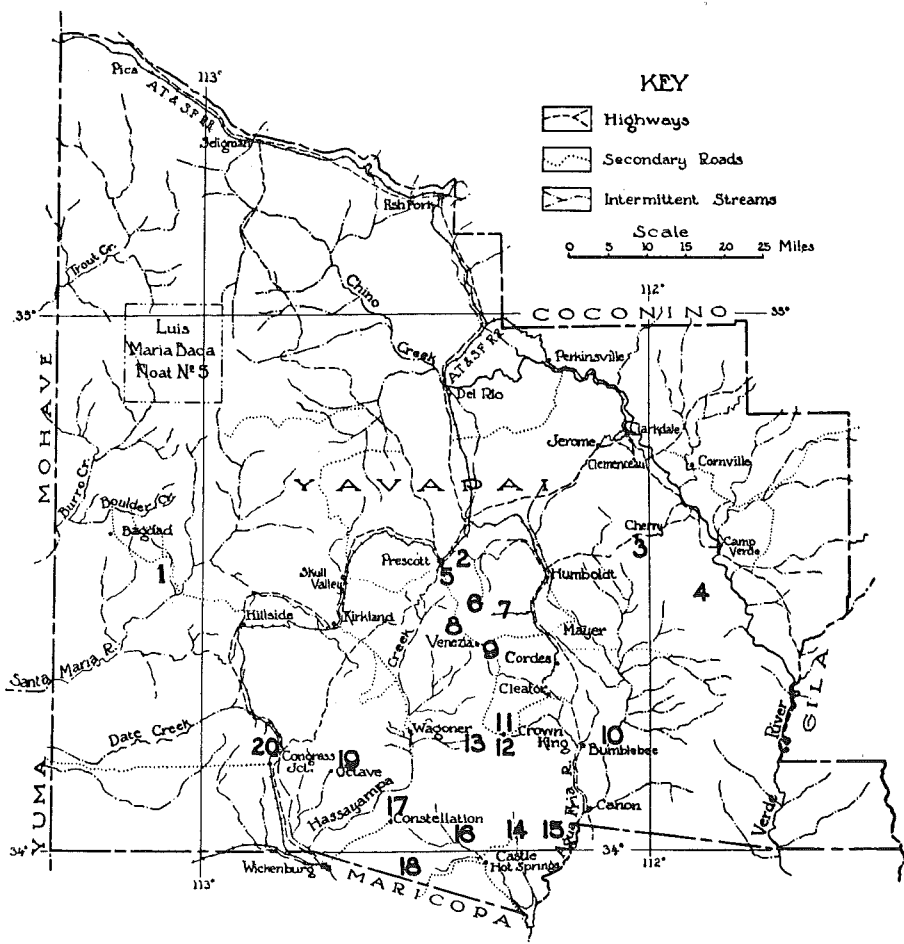 Pica
113°
A T & S F RR
Seligman
KEY
Highways
Secondary Roads
Intermittent Streams
Scale
0 5 10 15 20 25 Miles
Ash Fork
Trout Cr.
Chino
Creek
112°
35°
COCONINO
35°
Luis
Maria Baca
Float Nº 5
A T & S F RR
Perkinsville
Del Rio
MOHAVE
Jerome
Clarkdale
Clemenceau
Cornville
YAVAPAI
Burro Cr.
Boulder Cr.
Bagdad
Cherry
3
Camp
Verde
1
Prescott
2
5
Skull
Valley
Humboldt
4
6
7
Hillside
Kirkland
8
Mayer
Creek
Venezia
9
Santa Maria R.
Cordes
Cleator
GILA
Date Creek
Wagoner
11
Crown
King
10
13
12
Bumblebee
River
20
Congress
Jct.
19
Octave
Agua Fria R.
YUMA
Hassayampa
17
Constellation
16
14
15
Canon
Verde
34°
34°
Wickenburg
18
Castle
Hot Springs
MARICOPA
113°
112°